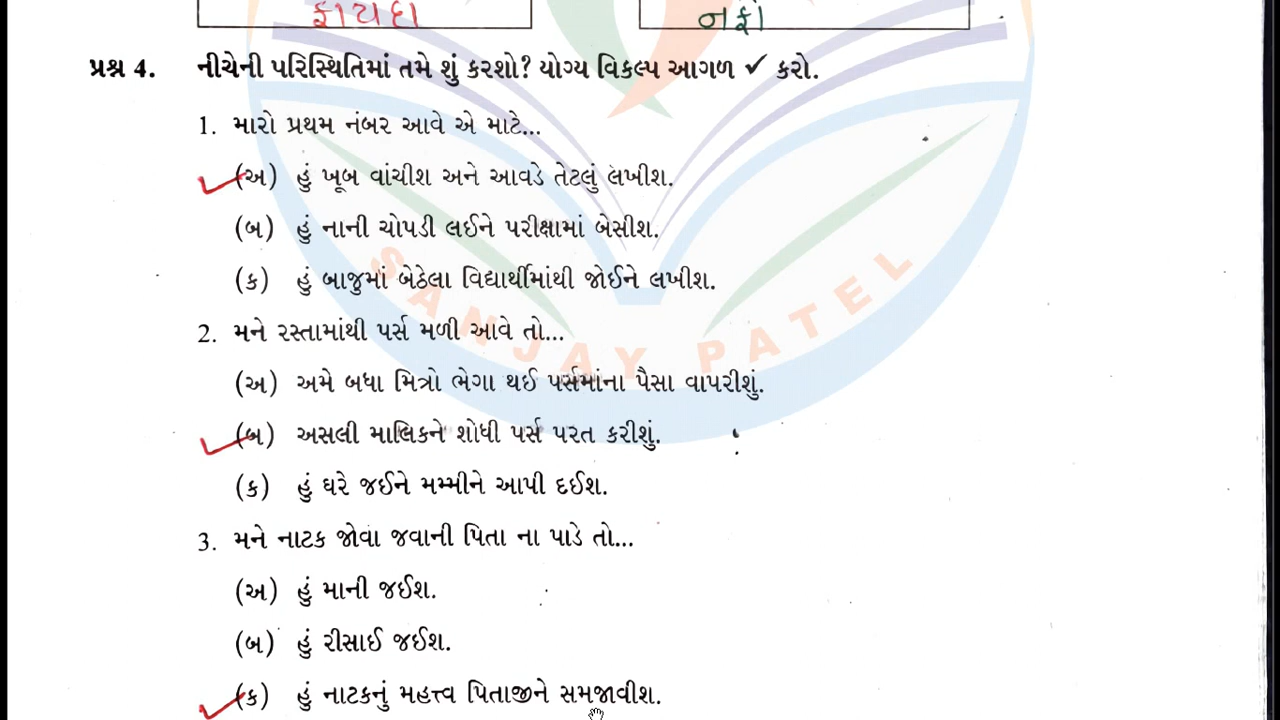 ફાયદા
નફો
પ્રશ્ન 4. નીચેની પરિસ્થિતિમાં તમે શું કરશો? યોગ્ય વિકલ્પ આગળ ✓ કરો.
1. મારો પ્રથમ નંબર આવે એ માટે...
✓ (અ) હું ખૂબ વાંચીશ અને આવડે તેટલું લખીશ.
(બ) હું નાની ચોપડી લઈને પરીક્ષામાં બેસીશ.
(ક) હું બાજુમાં બેઠેલા વિદ્યાર્થીમાંથી જોઈને લખીશ.
2. મને રસ્તામાંથી પર્સ મળી આવે તો...
(અ) અમે બધા મિત્રો ભેગા થઈ પર્સમાંના પૈસા વાપરીશું.
✓ (બ) અસલી માલિકને શોધી પર્સ પરત કરીશું.
(ક) હું ઘરે જઈને મમ્મીને આપી દઈશ.
3. મને નાટક જોવા જવાની પિતા ના પાડે તો...
(અ) હું માની જઈશ.
(બ) હું રીસાઈ જઈશ.
✓ (ક) હું નાટકનું મહત્ત્વ પિતાજીને સમજાવીશ.
SANJAY PATEL